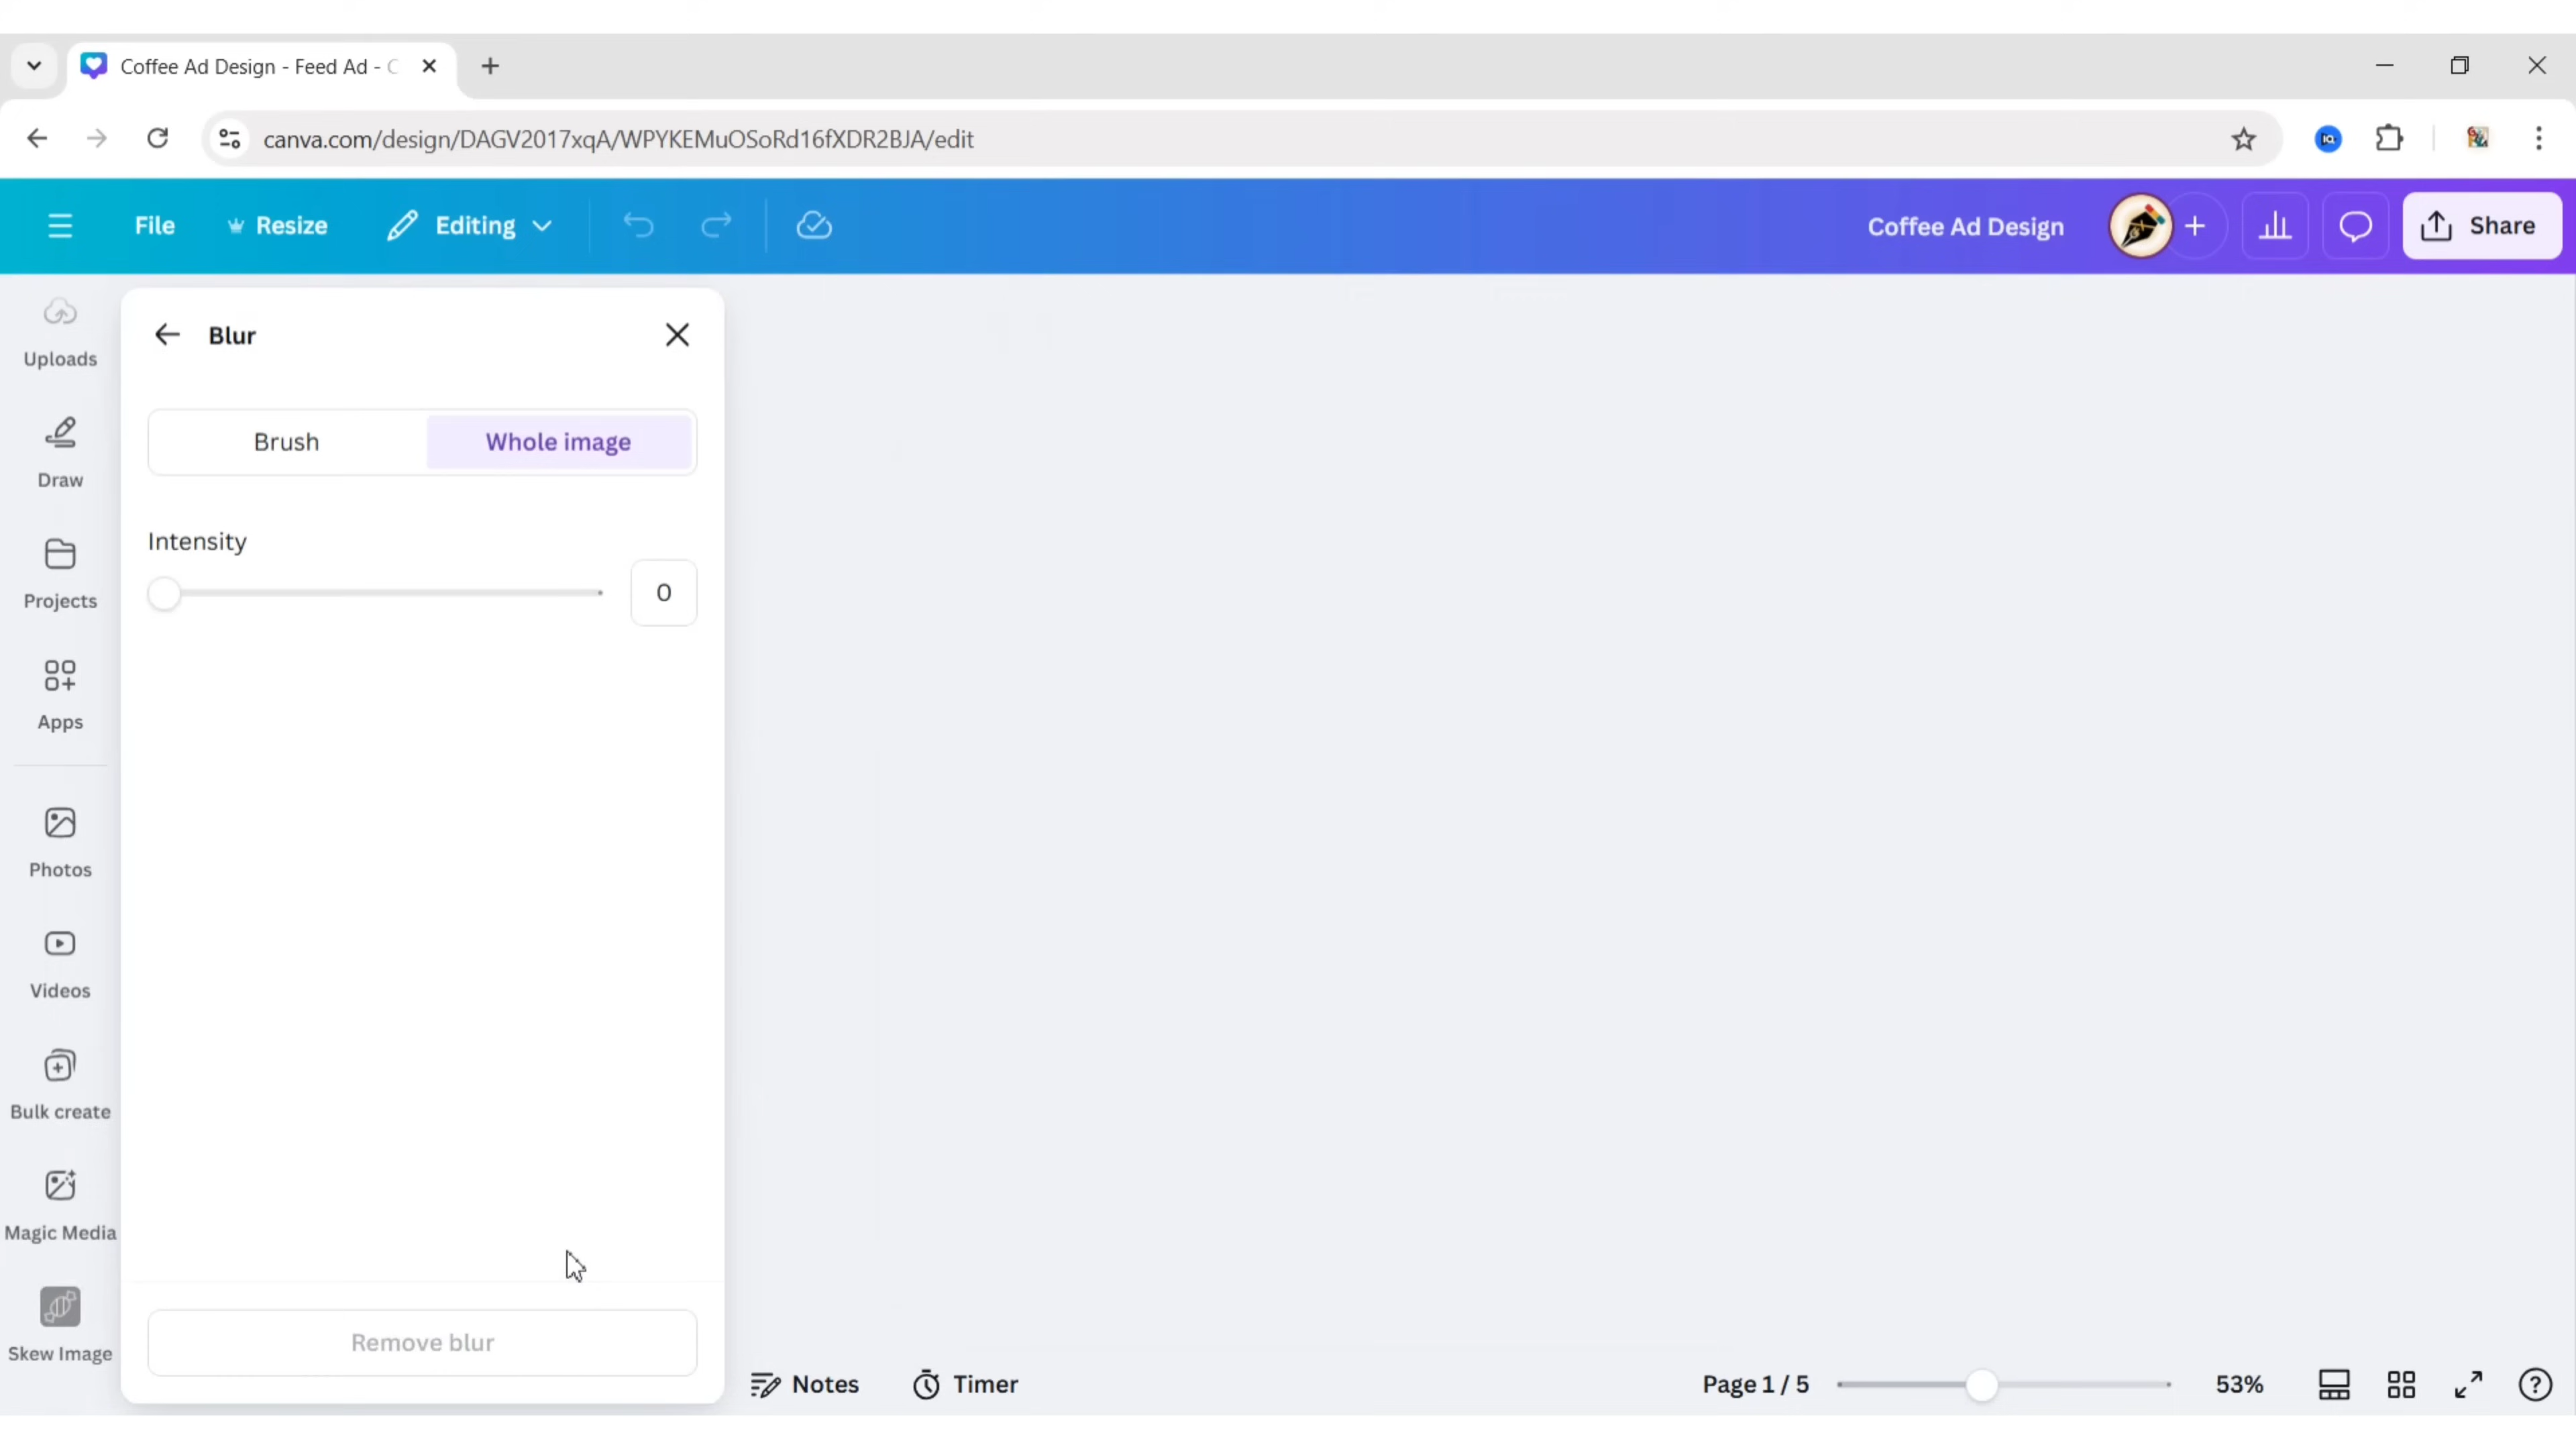 Coffee Ad Design - Feed Ad -
canva.com/design/DAGV2017xqA/WPYKEMuOSoRd16fXDR2BJA/edit
File
Resize
Editing
Coffee Ad Design
Share
Uploads
Draw
Projects
Apps
Photos
Videos
Bulk create
Magic Media
Skew Image
Blur
Brush
Whole image
Intensity
0
Remove blur
Notes
Timer
Page 1 / 5
53%